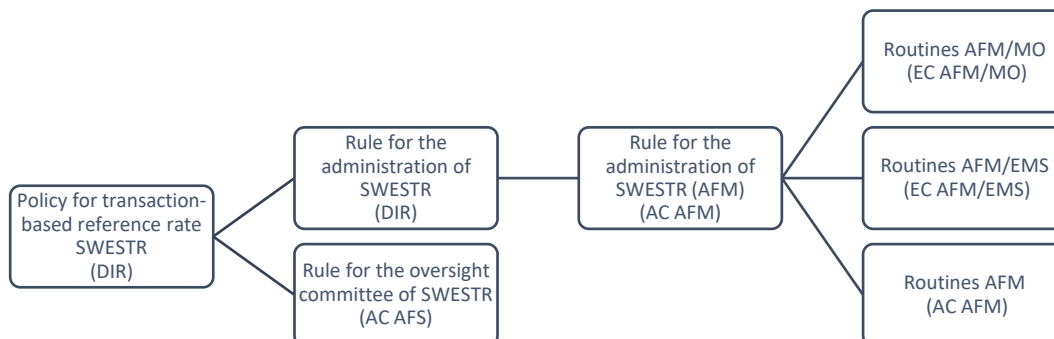 Policy for transaction-
based reference rate
SWESTR
(DIR)
Rule for the
administration of
SWESTR
(DIR)
Rule for the oversight
committee of SWESTR
(AC AFS)
Rule for the
administration of
SWESTR (AFM)
(AC AFM)
Routines AFM/MO
(EC AFM/MO)
Routines AFM/EMS
(EC AFM/EMS)
Routines AFM
(AC AFM)